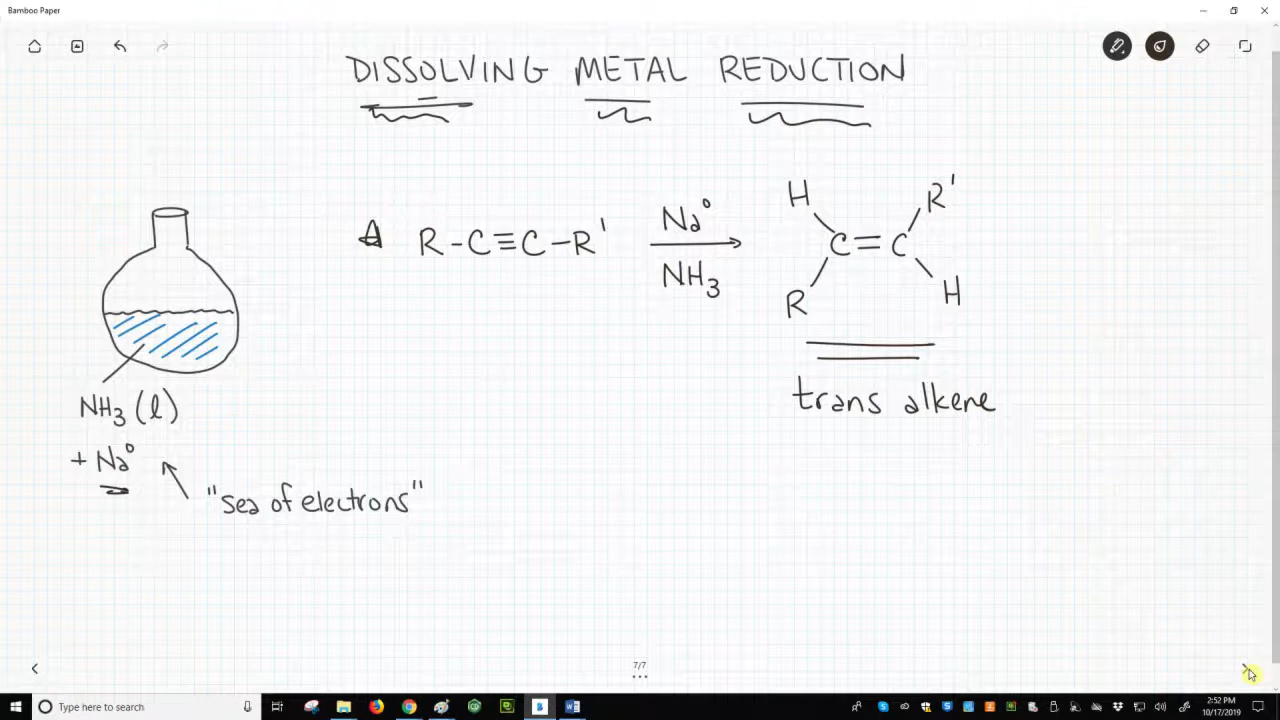 Bamboo Paper
DISSOLVING METAL REDUCTION
R-C≡C-R' Na° NH3
H R'
C=C
R H
trans alkene
NH3 (l)
+ Na°
"sea of electrons"
7/7
Type here to search
2:52 PM
10/17/2019